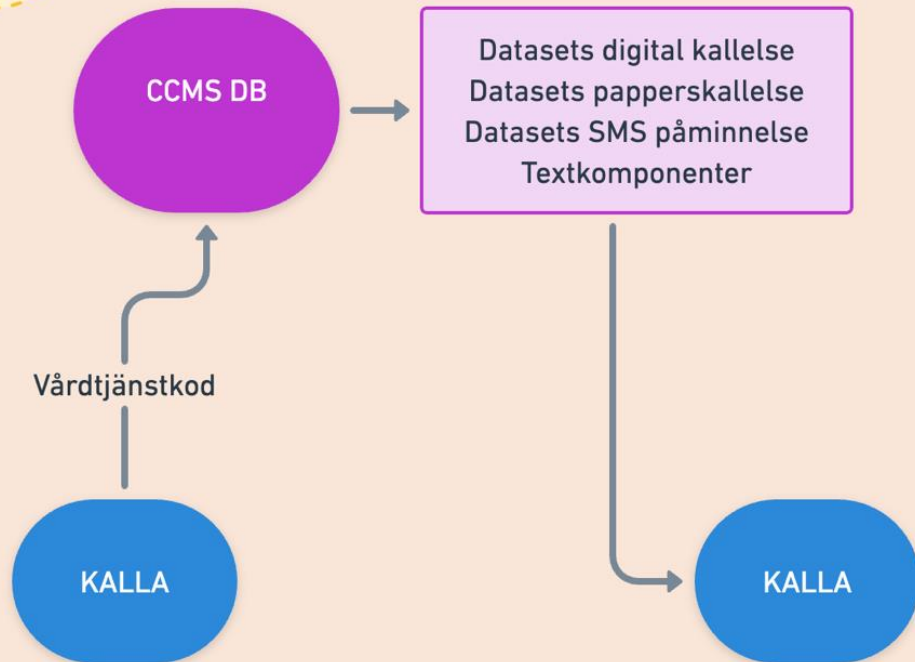 CCMS DB
Datasets digital kallelse
Datasets papperskallelse
Datasets SMS påminnelse
Textkomponenter
Vårdtjänstkod
KALLA
KALLA